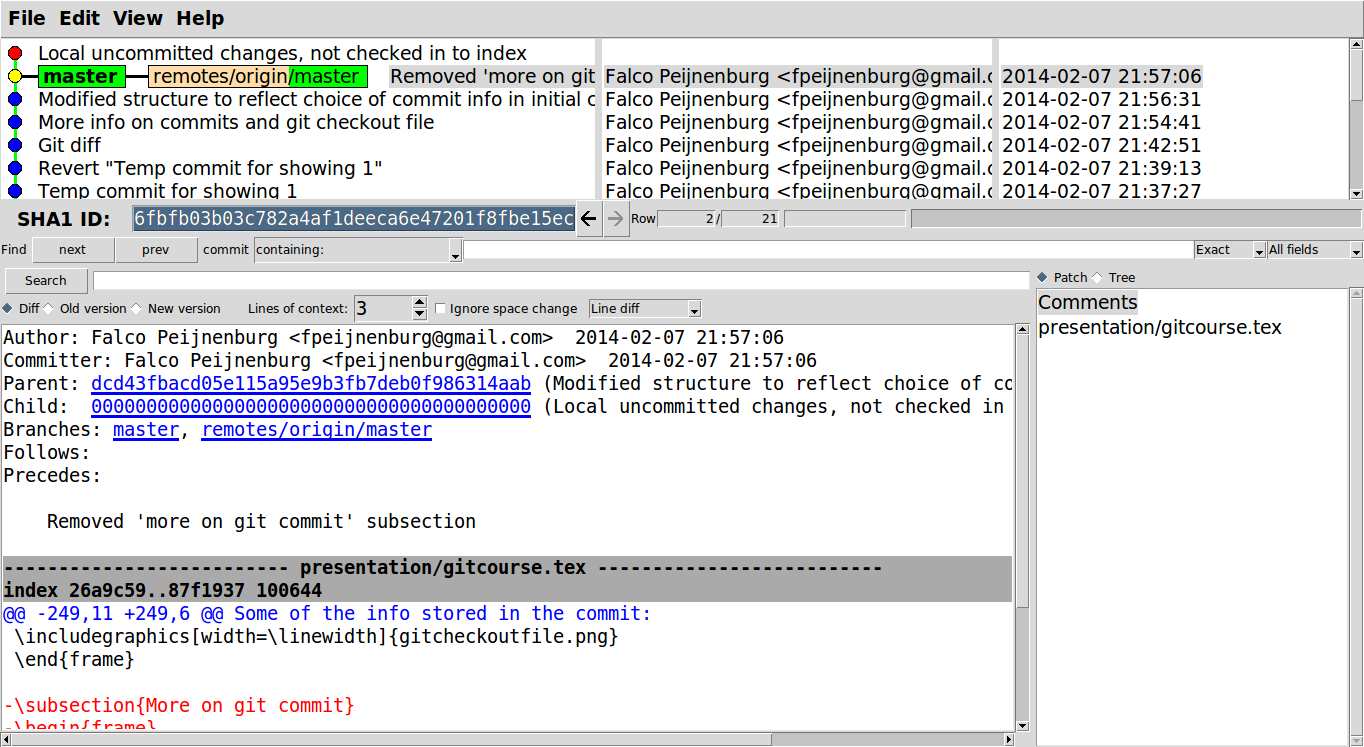 File Edit View Help
Local uncommitted changes, not checked in to index
master remotes/origin/master Removed 'more on git Falco Peijnenburg <fpeijnenburg@gmail.c 2014-02-07 21:57:06
Modified structure to reflect choice of commit info in initial c Falco Peijnenburg <fpeijnenburg@gmail.c 2014-02-07 21:56:31
More info on commits and git checkout file Falco Peijnenburg <fpeijnenburg@gmail.c 2014-02-07 21:54:41
Git diff Falco Peijnenburg <fpeijnenburg@gmail.c 2014-02-07 21:42:51
Revert "Temp commit for showing 1" Falco Peijnenburg <fpeijnenburg@gmail.c 2014-02-07 21:39:13
Temp commit for showing 1 Falco Peijnenburg <fpeijnenburg@gmail.c 2014-02-07 21:37:27
SHA1 ID: 6fbfb03b03c782a4af1deeca6e47201f8fbe15ec Row 2/ 21
Find next prev commit containing: Exact All fields
Search
Patch Tree
Diff Old version New version Lines of context: 3 Ignore space change Line diff
Comments
presentation/gitcourse.tex
Author: Falco Peijnenburg <fpeijnenburg@gmail.com>  2014-02-07 21:57:06
Committer: Falco Peijnenburg <fpeijnenburg@gmail.com>  2014-02-07 21:57:06
Parent: dcd43fbacd05e115a95e9b3fb7deb0f986314aab (Modified structure to reflect choice of co
Child:  0000000000000000000000000000000000000000 (Local uncommitted changes, not checked in
Branches: master, remotes/origin/master
Follows:
Precedes:
Removed 'more on git commit' subsection
-------------------------- presentation/gitcourse.tex --------------------------
index 26a9c59..87f1937 100644
@@ -249,11 +249,6 @@ Some of the info stored in the commit:
\includegraphics[width=\linewidth]{gitcheckoutfile.png}
\end{frame}
-\subsection{More on git commit}
-\begin{frame}